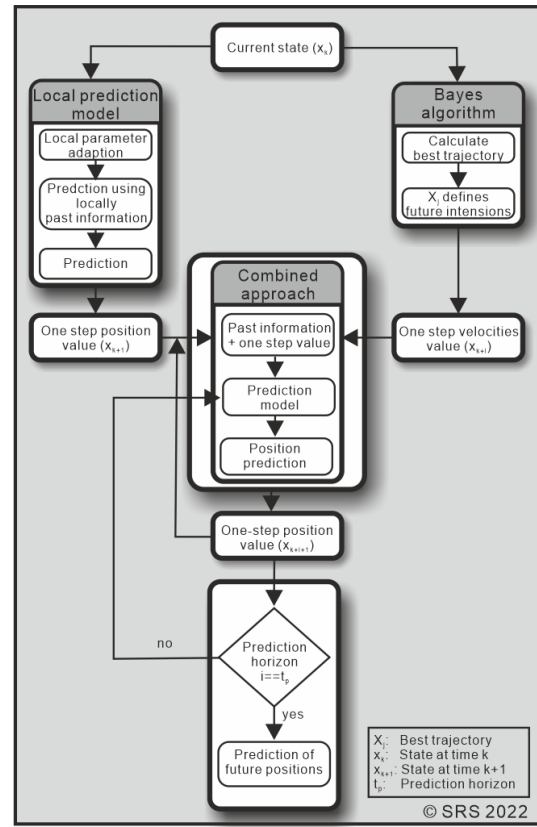 Current state (xₖ)
Local prediction
model
Local parameter
adaption
Predction using
locally
past information
Prediction
One step position
value (xₖ₊₁)
Bayes
algorithm
Calculate
best trajectory
Xⱼ defines
future intensions
One step velocities
value (xₖ₊ᵢ)
Combined
approach
Past information
+ one step value
Prediction
model
Position
prediction
One-step position
value (xₖ₊ᵢ₊₁)
no
Prediction
horizon
i==tₚ
yes
Prediction of
future positions
Xⱼ: Best trajectory
xₖ: State at time k
xₖ₊₁: State at time k+1
tₚ: Prediction horizon
© SRS 2022